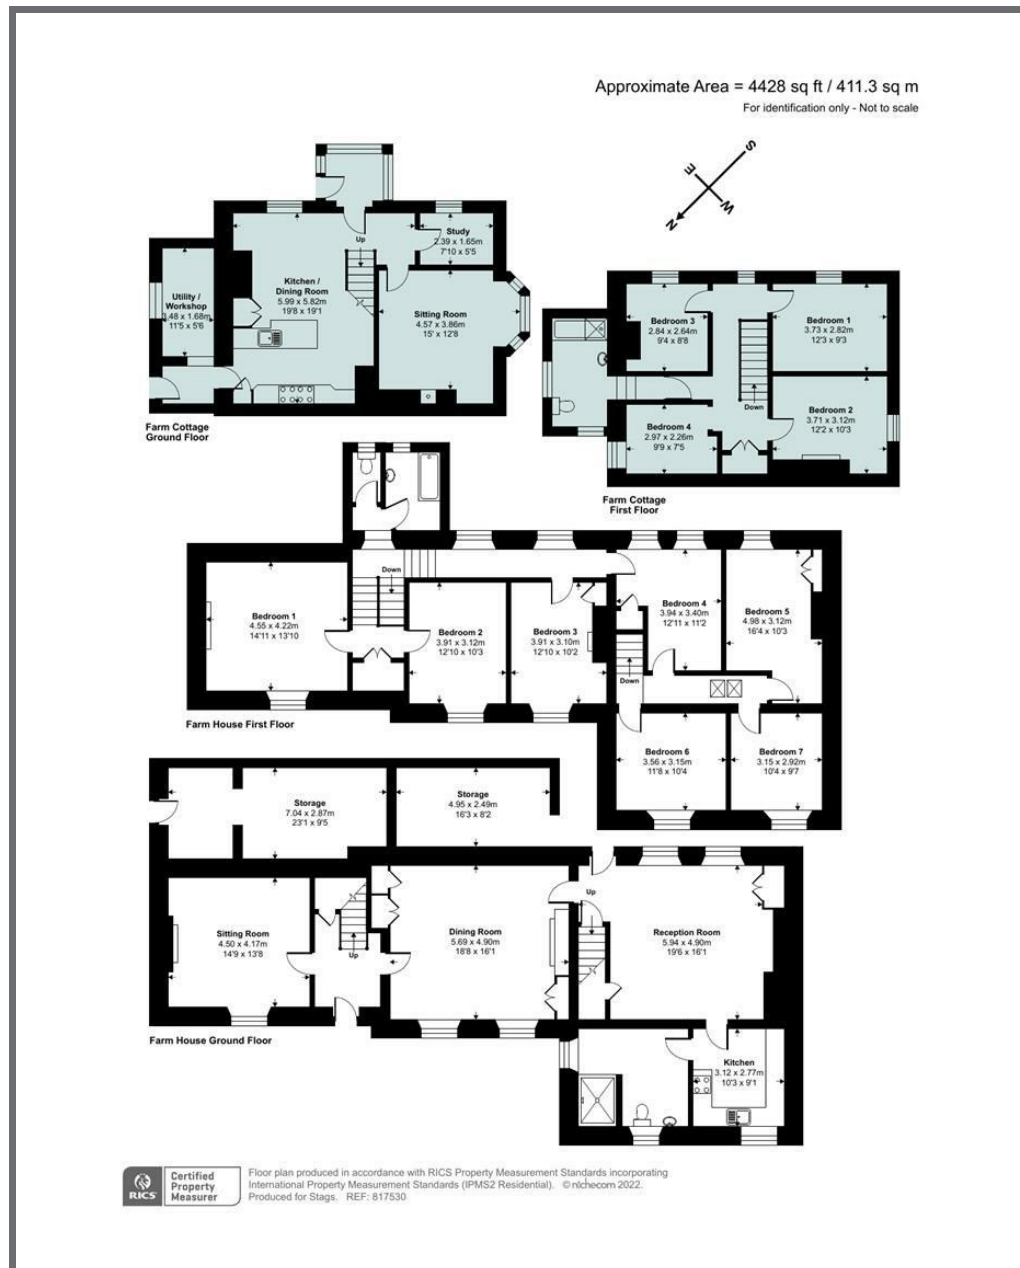 Approximate Area = 4428 sq ft / 411.3 sq m
For identification only - Not to scale
S
E
W
N
Study
2.39 x 1.65m
7'10 x 5'5
Up
Kitchen /
Dining Room
5.99 x 5.82m
19'8 x 19'1
Utility /
Workshop
3.48 x 1.68m
11'5 x 5'6
Sitting Room
4.57 x 3.86m
15' x 12'8
Farm Cottage
Ground Floor
Bedroom 3
2.84 x 2.64m
9'4 x 8'8
Bedroom 1
3.73 x 2.82m
12'3 x 9'3
Down
Bedroom 2
3.71 x 3.12m
12'2 x 10'3
Bedroom 4
2.97 x 2.26m
9'9 x 7'5
Farm Cottage
First Floor
Down
Bedroom 1
4.55 x 4.22m
14'11 x 13'10
Bedroom 2
3.91 x 3.12m
12'10 x 10'3
Bedroom 3
3.91 x 3.10m
12'10 x 10'2
Bedroom 4
3.94 x 3.40m
12'11 x 11'2
Bedroom 5
4.98 x 3.12m
16'4 x 10'3
Down
Bedroom 6
3.56 x 3.15m
11'8 x 10'4
Bedroom 7
3.15 x 2.92m
10'4 x 9'7
Farm House First Floor
Storage
7.04 x 2.87m
23'1 x 9'5
Storage
4.95 x 2.49m
16'3 x 8'2
Sitting Room
4.50 x 4.17m
14'9 x 13'8
Up
Dining Room
5.69 x 4.90m
18'8 x 16'1
Up
Reception Room
5.94 x 4.90m
19'6 x 16'1
Kitchen
3.12 x 2.77m
10'3 x 9'1
Farm House Ground Floor
RICS
Certified
Property
Measurer
Floor plan produced in accordance with RICS Property Measurement Standards incorporating
International Property Measurement Standards (IPMS2 Residential). © nichecom 2022.
Produced for Stags. REF: 817530